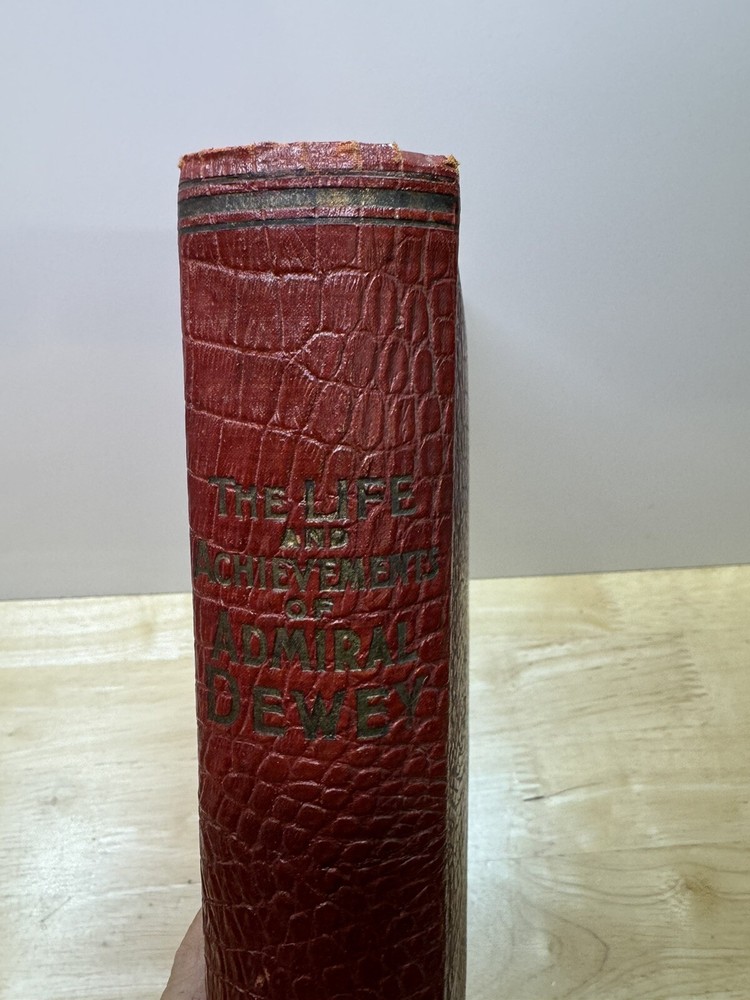 THE LIFE
AND
ACHIEVEMENTS
OF
ADMIRAL
DEWEY